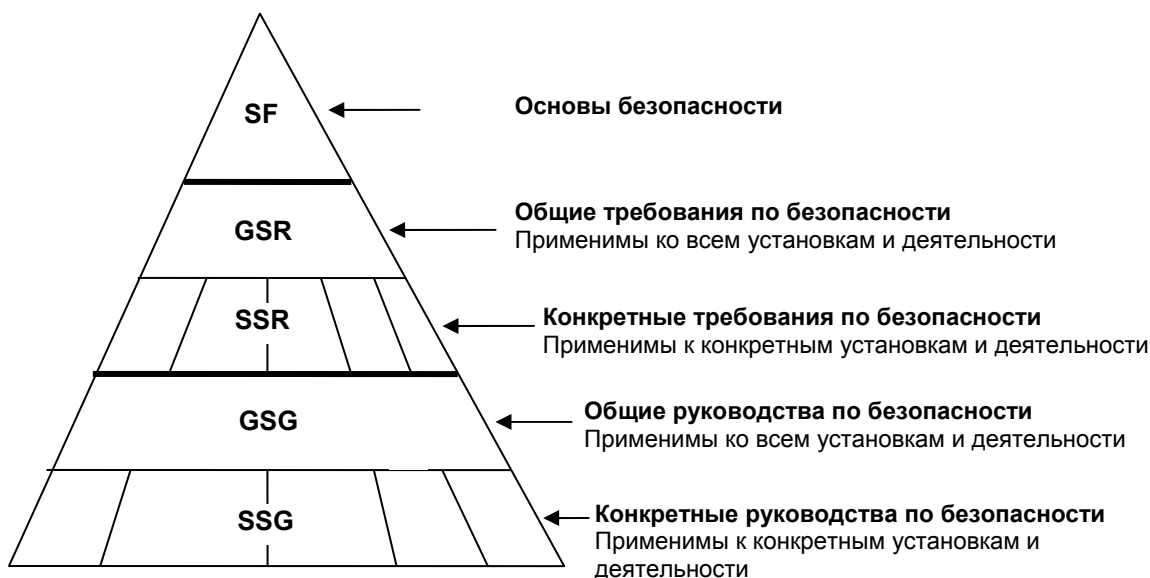 SF
Основы безопасности
GSR
Общие требования по безопасности
Применимы ко всем установкам и деятельности
SSR
Конкретные требования по безопасности
Применимы к конкретным установкам и деятельности
GSG
Общие руководства по безопасности
Применимы ко всем установкам и деятельности
SSG
Конкретные руководства по безопасности
Применимы к конкретным установкам и
деятельности